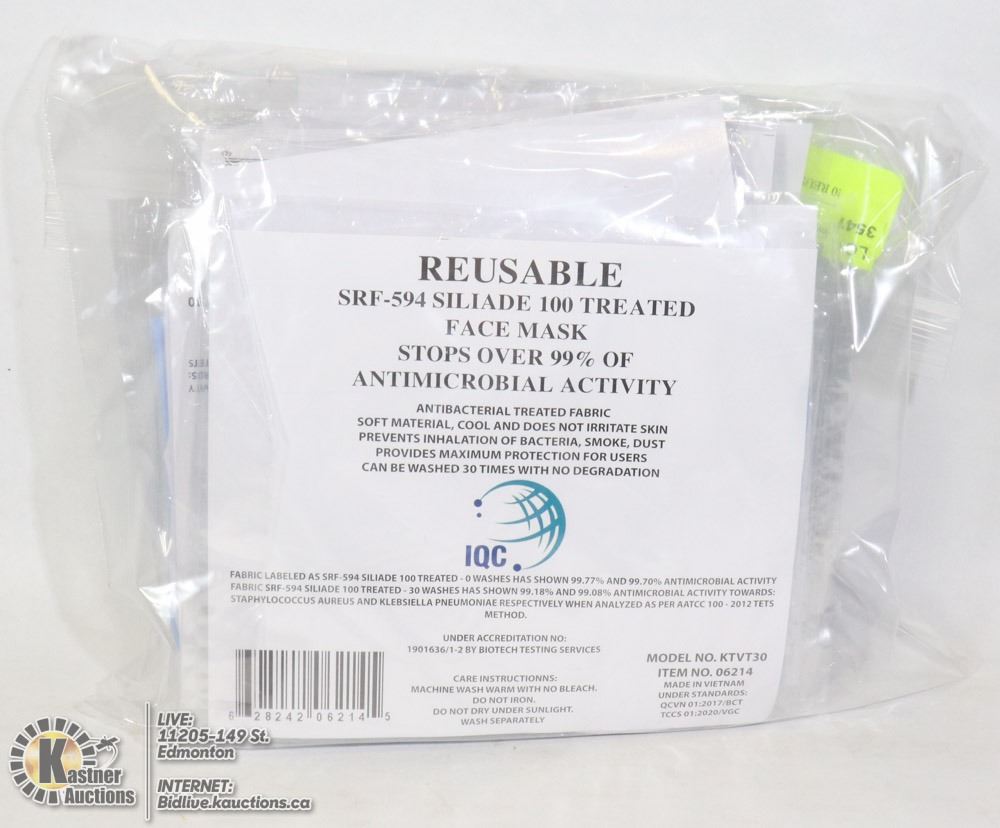 REUSABLE
SRF-594 SILIADE 100 TREATED
FACE MASK
STOPS OVER 99% OF
ANTIMICROBIAL ACTIVITY
ANTIBACTERIAL TREATED FABRIC
SOFT MATERIAL, COOL AND DOES NOT IRRITATE SKIN
PREVENTS INHALATION OF BACTERIA, SMOKE, DUST
PROVIDES MAXIMUM PROTECTION FOR USERS
CAN BE WASHED 30 TIMES WITH NO DEGRADATION
IQC
FABRIC LABELED AS SRF-594 SILIADE 100 TREATED - 0 WASHES HAS SHOWN 99.77% AND 99.70% ANTIMICROBIAL ACTIVITY
FABRIC SRF-594 SILIADE 100 TREATED - 30 WASHES HAS SHOWN 99.18% AND 99.08% ANTIMICROBIAL ACTIVITY TOWARDS:
STAPHYLOCOCCUS AUREUS AND KLEBSIELLA PNEUMONIAE RESPECTIVELY WHEN ANALYZED AS PER AATCC 100 - 2012 TETS
METHOD.
UNDER ACCREDITATION NO:
1901636/1-2 BY BIOTECH TESTING SERVICES
CARE INSTRUCTIONNS:
MACHINE WASH WARM WITH NO BLEACH.
DO NOT IRON.
DO NOT DRY UNDER SUNLIGHT.
WASH SEPARATELY
MODEL NO. KTVT30
ITEM NO. 06214
MADE IN VIETNAM
UNDER STANDARDS:
QCVN 01:2017/BCT
TCCS 01:2020/VGC
6 28242 06214 5
3541
Kastner
Auctions
LIVE:
11205-149 St.
Edmonton
INTERNET:
Bidlive.kauctions.ca